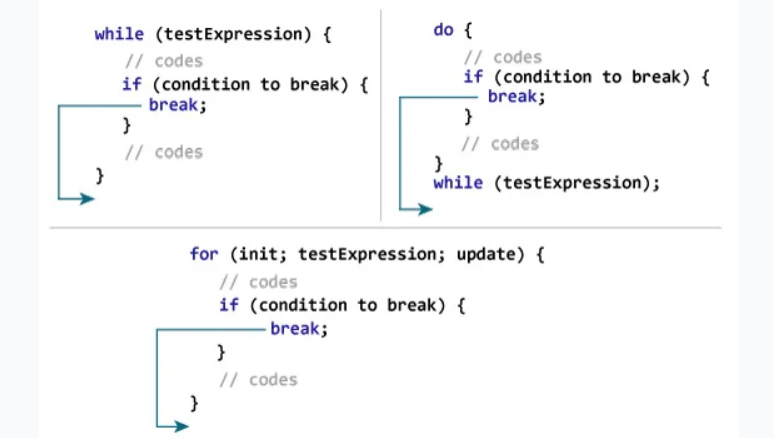 while (testExpression) {
// codes
if (condition to break) {
break;
}
// codes
}
do {
// codes
if (condition to break) {
break;
}
// codes
}
while (testExpression);
for (init; testExpression; update) {
// codes
if (condition to break) {
break;
}
// codes
}